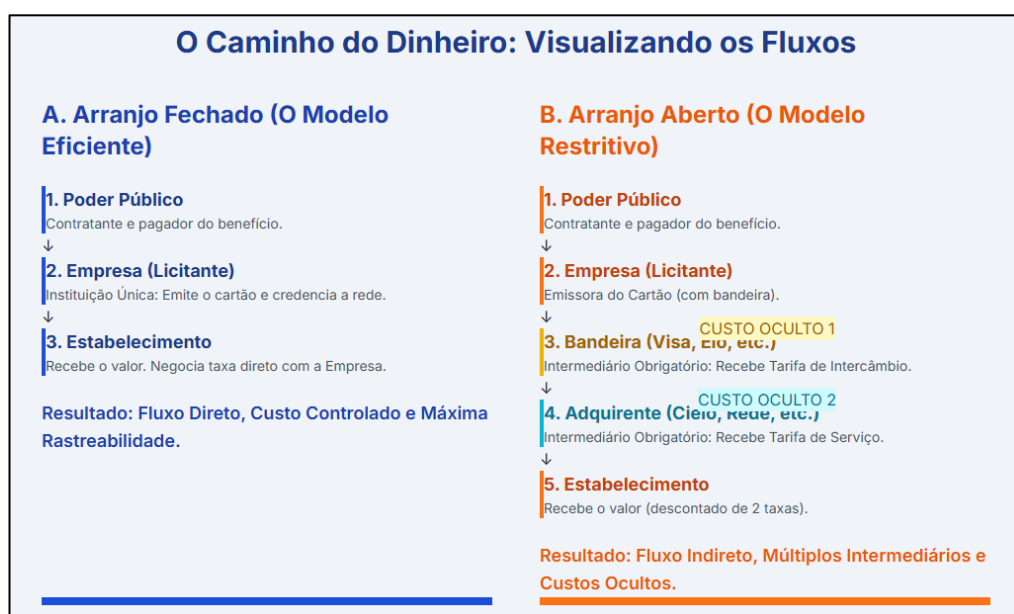 O Caminho do Dinheiro: Visualizando os Fluxos
A. Arranjo Fechado (O Modelo
Eficiente)
1. Poder Público
Contratante e pagador do benefício.
↓
2. Empresa (Licitante)
Instituição Única: Emite o cartão e credencia a rede.
↓
3. Estabelecimento
Recebe o valor. Negocia taxa direto com a Empresa.
Resultado: Fluxo Direto, Custo Controlado e Máxima
Rastreabilidade.
B. Arranjo Aberto (O Modelo
Restritivo)
1. Poder Público
Contratante e pagador do benefício.
↓
2. Empresa (Licitante)
Emissora do Cartão (com bandeira).
↓
CUSTO OCULTO 1
3. Bandeira (Visa, Elo, etc.)
Intermediário Obrigatório: Recebe Tarifa de Intercâmbio.
↓
CUSTO OCULTO 2
4. Adquirente (Cielo, Rede, etc.)
Intermediário Obrigatório: Recebe Tarifa de Serviço.
↓
5. Estabelecimento
Recebe o valor (descontado de 2 taxas).
Resultado: Fluxo Indireto, Múltiplos Intermediários e
Custos Ocultos.